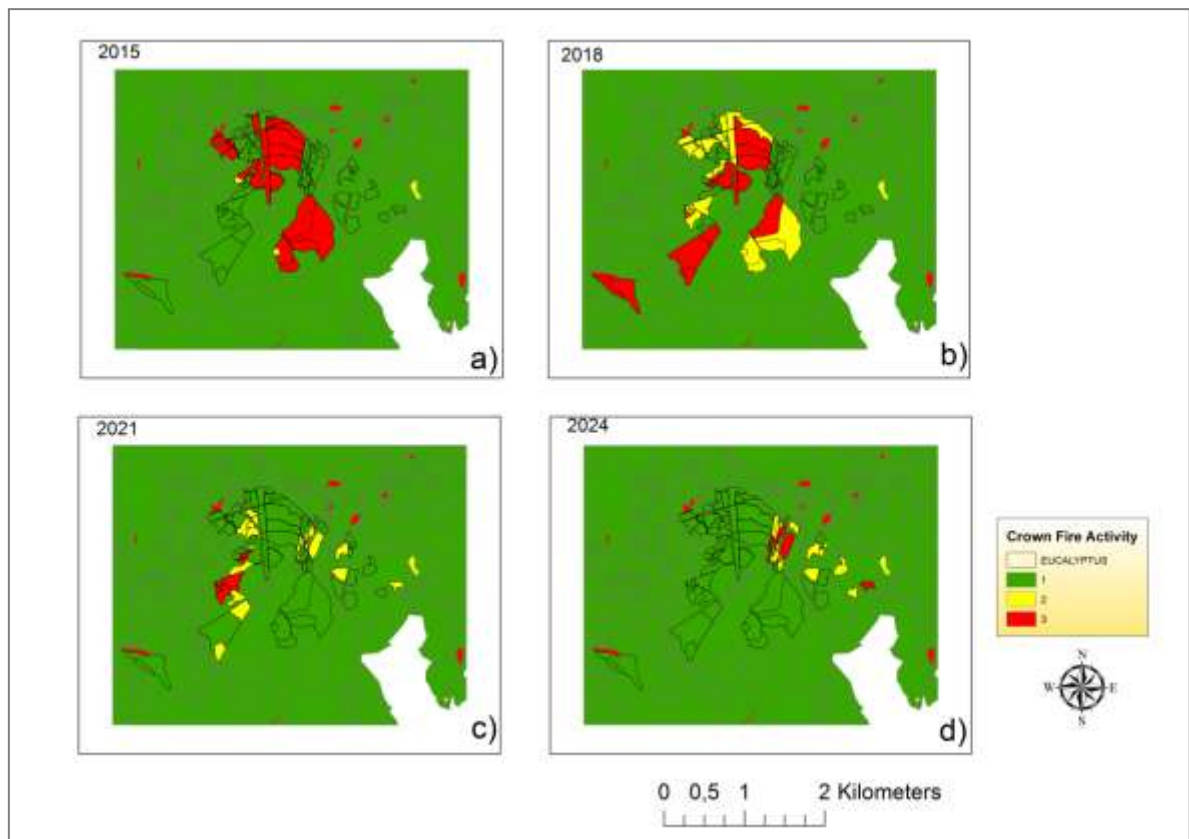 2015
a)
2018
b)
2021
c)
2024
d)
Crown Fire Activity
EUCALYPTUS
1
2
3
N
W E
S
0 0,5 1 2 Kilometers